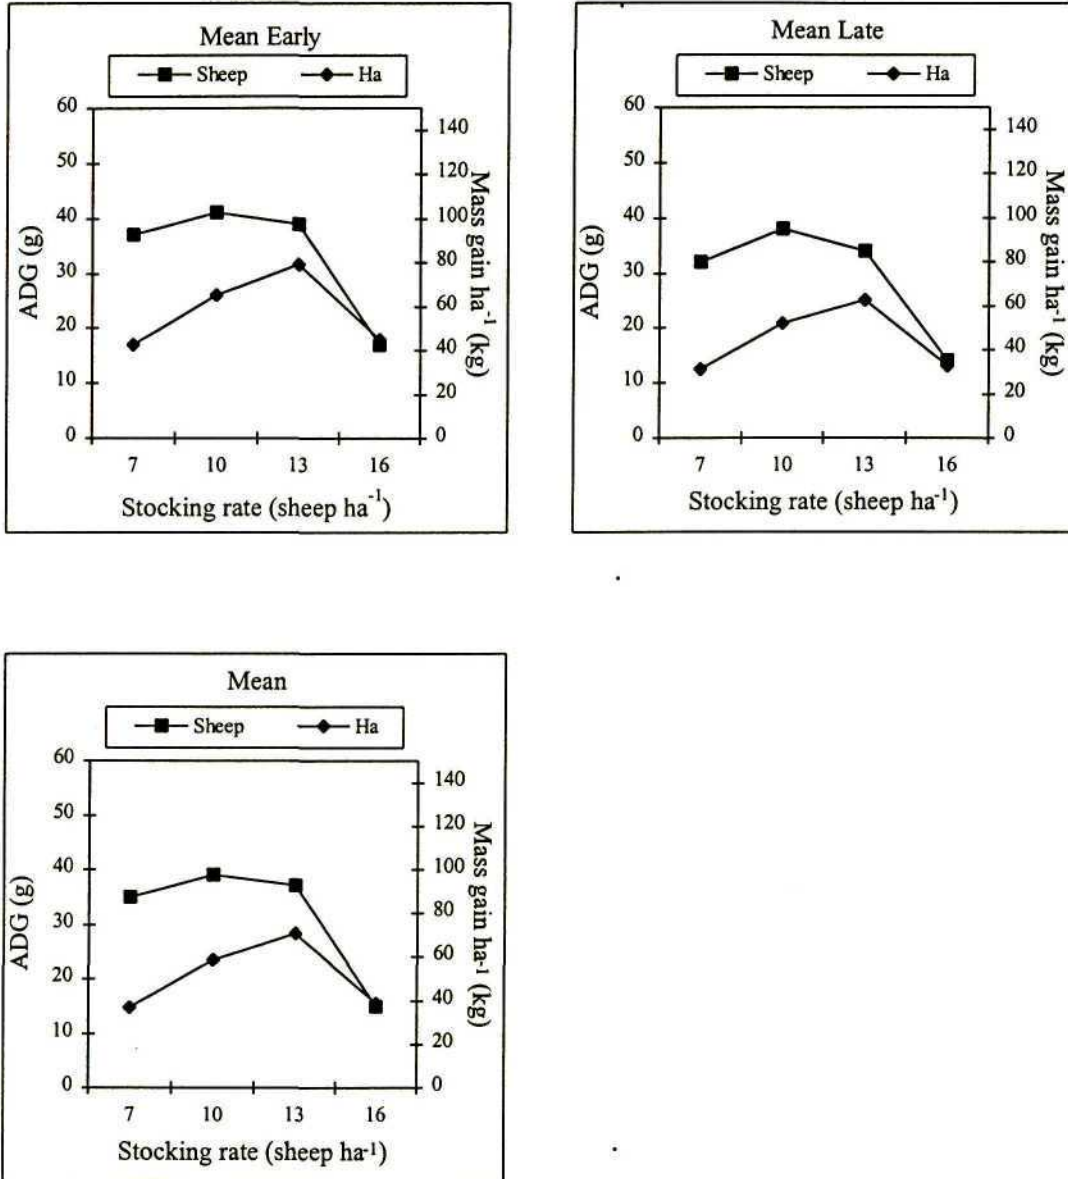 Mean Early
Sheep Ha
60
50
40
30
20
10
0
140
120
100
80
60
40
20
0
ADG (g)
Mass gain ha⁻¹ (kg)
7 10 13 16
Stocking rate (sheep ha⁻¹)
Mean Late
Sheep Ha
60
50
40
30
20
10
0
140
120
100
80
60
40
20
0
ADG (g)
Mass gain ha⁻¹ (kg)
7 10 13 16
Stocking rate (sheep ha⁻¹)
Mean
Sheep Ha
60
50
40
30
20
10
0
140
120
100
80
60
40
20
0
ADG (g)
Mass gain ha⁻¹ (kg)
7 10 13 16
Stocking rate (sheep ha⁻¹)